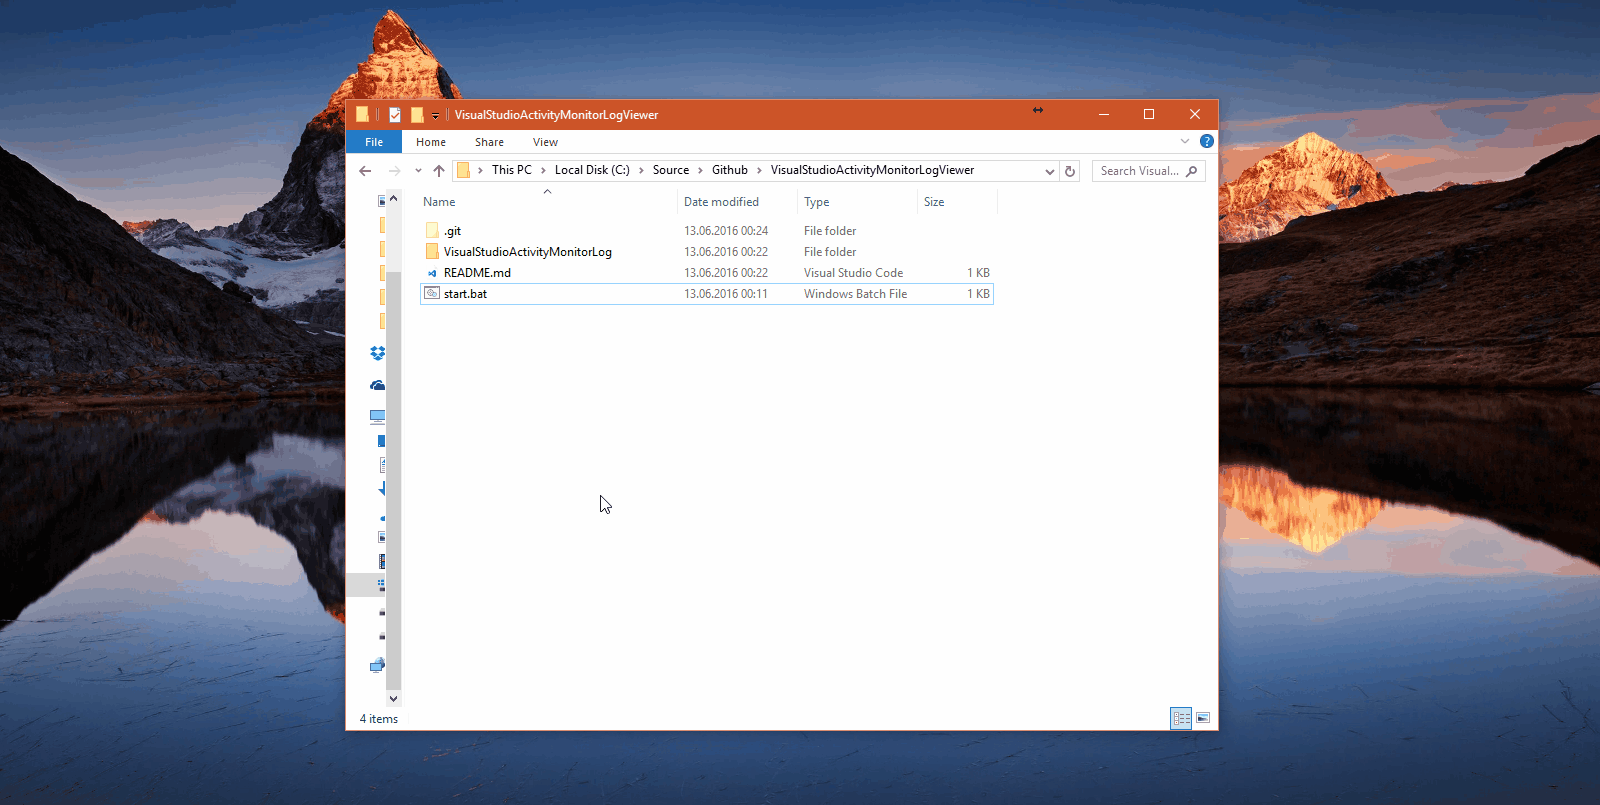 VisualStudioActivityMonitorLogViewer
File Home Share View ?
This PC > Local Disk (C:) > Source > Github > VisualStudioActivityMonitorLogViewer Search Visual...
Name Date modified Type Size
.git 13.06.2016 00:24 File folder
VisualStudioActivityMonitorLog 13.06.2016 00:22 File folder
README.md 13.06.2016 00:22 Visual Studio Code 1 KB
start.bat 13.06.2016 00:11 Windows Batch File 1 KB
4 items